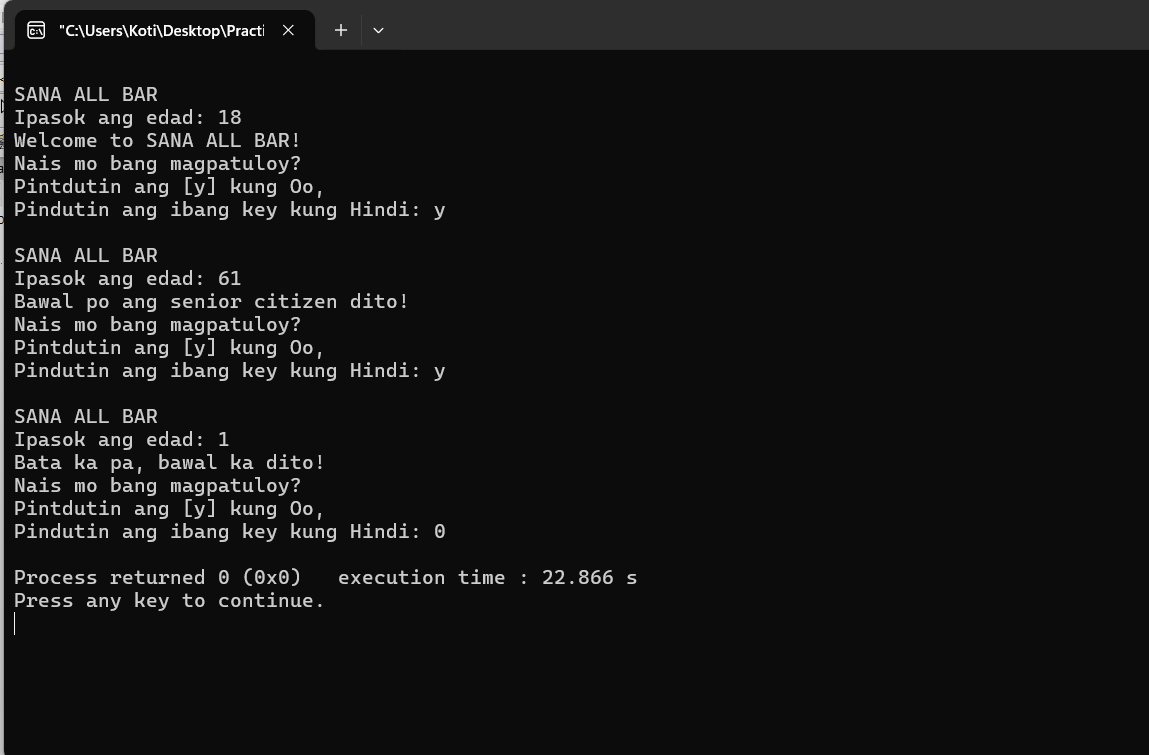 "C:\Users\Koti\Desktop\Practi
SANA ALL BAR
Ipasok ang edad: 18
Welcome to SANA ALL BAR!
Nais mo bang magpatuloy?
Pintdutin ang [y] kung Oo,
Pindutin ang ibang key kung Hindi: y
SANA ALL BAR
Ipasok ang edad: 61
Bawal po ang senior citizen dito!
Nais mo bang magpatuloy?
Pintdutin ang [y] kung Oo,
Pindutin ang ibang key kung Hindi: y
SANA ALL BAR
Ipasok ang edad: 1
Bata ka pa, bawal ka dito!
Nais mo bang magpatuloy?
Pintdutin ang [y] kung Oo,
Pindutin ang ibang key kung Hindi: 0
Process returned 0 (0x0)   execution time : 22.866 s
Press any key to continue.